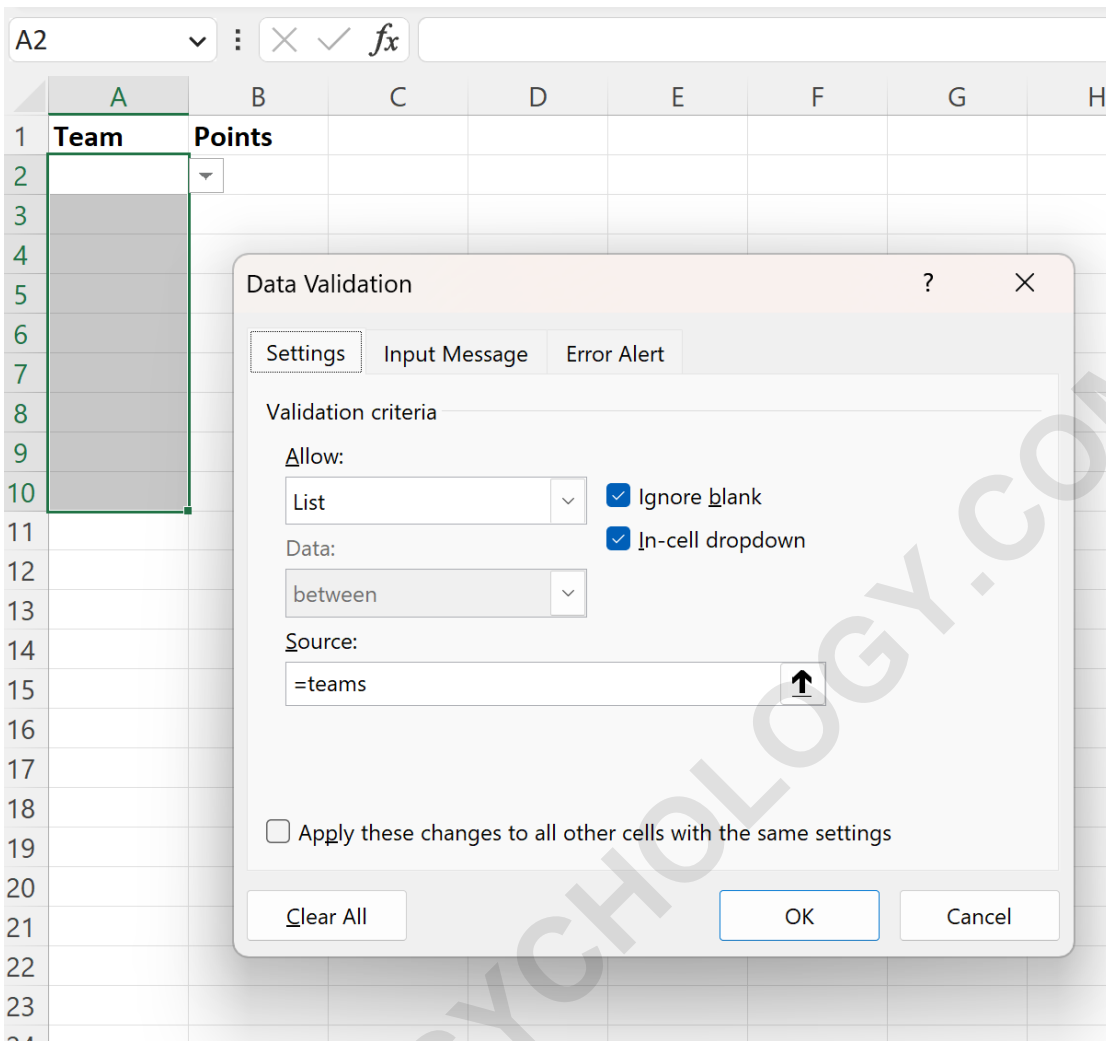 A2 fx
A B C D E F G H
1 Team Points
2
3
4
5
6
7
8
9
10
11
12
13
14
15
16
17
18
19
20
21
22
23
24
Data Validation ? 
Settings Input Message Error Alert
Validation criteria
Allow:
List
Ignore blank
Data:
In-cell dropdown
between
Source:
=teams
Apply these changes to all other cells with the same settings
Clear All OK Cancel
YCHOLOGY.COM